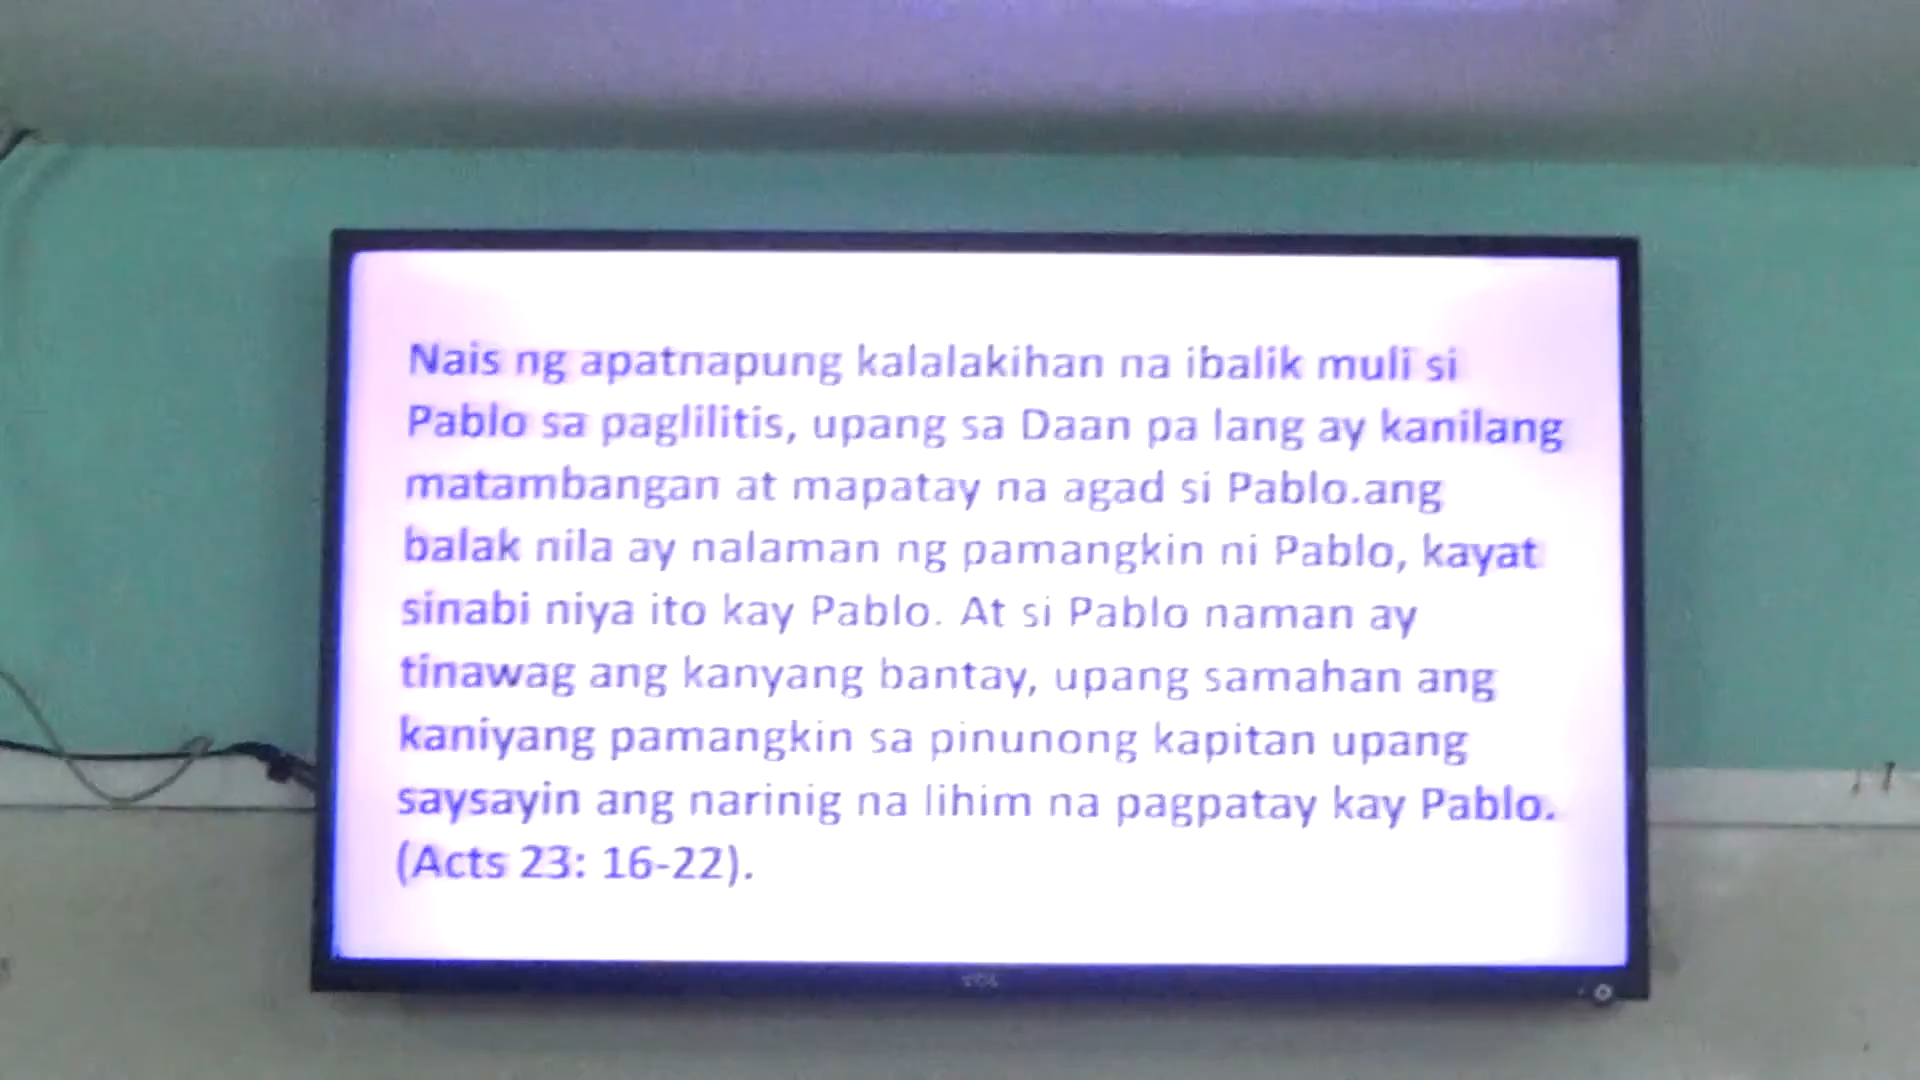 Nais ng apatnapung kalalakihan na ibalik muli si
Pablo sa paglilitis, upang sa Daan pa lang ay kanilang
matambangan at mapatay na agad si Pablo.ang
balak nila ay nalaman ng pamangkin ni Pablo, kayat
sinabi niya ito kay Pablo. At si Pablo naman ay
tinawag ang kanyang bantay, upang samahan ang
kaniyang pamangkin sa pinunong kapitan upang
saysayin ang narinig na lihim na pagpatay kay Pablo.
(Acts 23: 16-22).